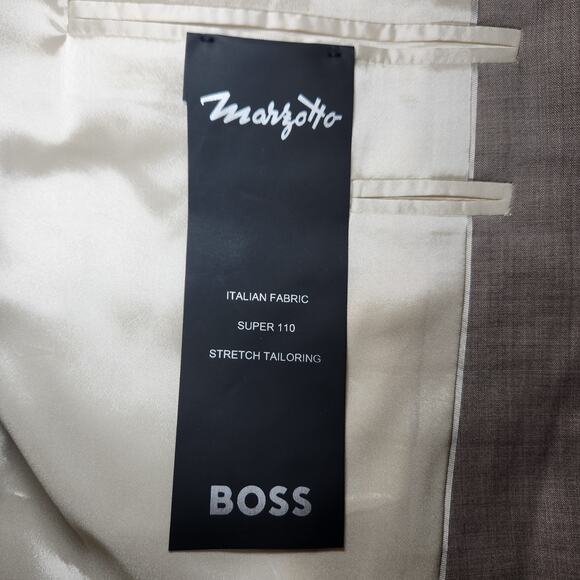 Marzotto
ITALIAN FABRIC
SUPER 110
STRETCH TAILORING
BOSS